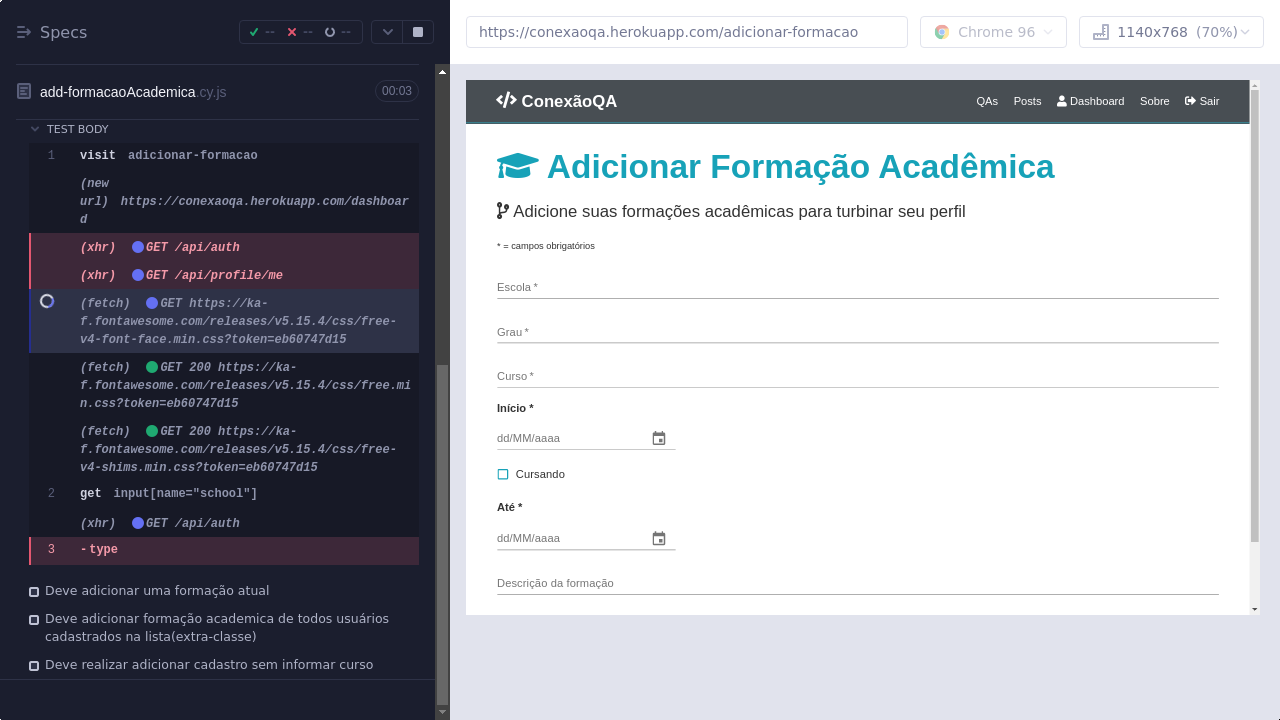 Specs
--
--
--
https://conexaoqa.herokuapp.com/adicionar-formacao
Chrome 96
1140x768 (70%)
add-formaçaoAcademica.cy.js
00:03
TEST BODY
1 visit adicionar-formacao
(new
url) https://conexaoqa.herokuapp.com/dashboar
d
(xhr) GET /api/auth
(xhr) GET /api/profile/me
(fetch) GET https://ka-
f.fontawesome.com/releases/v5.15.4/css/free-
v4-font-face.min.css?token=eb60747d15
(fetch) GET 200 https://ka-
f.fontawesome.com/releases/v5.15.4/css/free.mi
n.css?token=eb60747d15
(fetch) GET 200 https://ka-
f.fontawesome.com/releases/v5.15.4/css/free-
v4-shims.min.css?token=eb60747d15
2 get input[name="school"]
(xhr) GET /api/auth
3 -type
Deve adicionar uma formação atual
Deve adicionar formação academica de todos usuários
cadastrados na lista(extra-classe)
Deve realizar adicionar cadastro sem informar curso
ConexãoQA
QAs Posts Dashboard Sobre Sair
Adicionar Formação Acadêmica
Adicione suas formações acadêmicas para turbinar seu perfil
* = campos obrigatórios
Escola *
Grau *
Curso *
Início *
dd/MM/aaaa
Cursando
Até *
dd/MM/aaaa
Descrição da formação